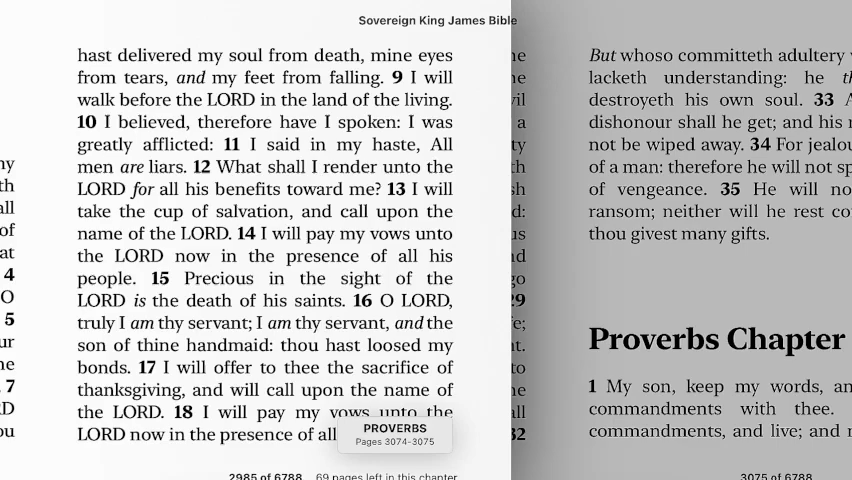 Sovereign King James Bible
hast delivered my soul from death, mine eyes
from tears, and my feet from falling. 9 I will
walk before the LORD in the land of the living.
10 I believed, therefore have I spoken: I was
greatly afflicted: 11 I said in my haste, All
men are liars. 12 What shall I render unto the
LORD for all his benefits toward me? 13 I will
take the cup of salvation, and call upon the
name of the LORD. 14 I will pay my vows unto
the LORD now in the presence of all his
people. 15 Precious in the sight of the
LORD is the death of his saints. 16 O LORD,
truly I am thy servant; I am thy servant, and the
son of thine handmaid: thou hast loosed my
bonds. 17 I will offer to thee the sacrifice of
thanksgiving, and will call upon the name of
the LORD. 18 I will pay my vows unto the
LORD now in the presence of all
PROVERBS
Pages 3074-3075
2985 of 6788 69 pages left in this chapter
all
of
at
4
O
5
7
a
29
32
But whoso committeth adultery
lacketh understanding: he
destroyeth his own soul. 33
dishonour shall he get; and his
not be wiped away. 34 For
of a man: therefore he will not
of vengeance. 35 He will
ransom; neither will he rest
thou givest many gifts.
Proverbs Chapter
1 My son, keep my words,
commandments with thee.
commandments, and live; and
3075 of 6788